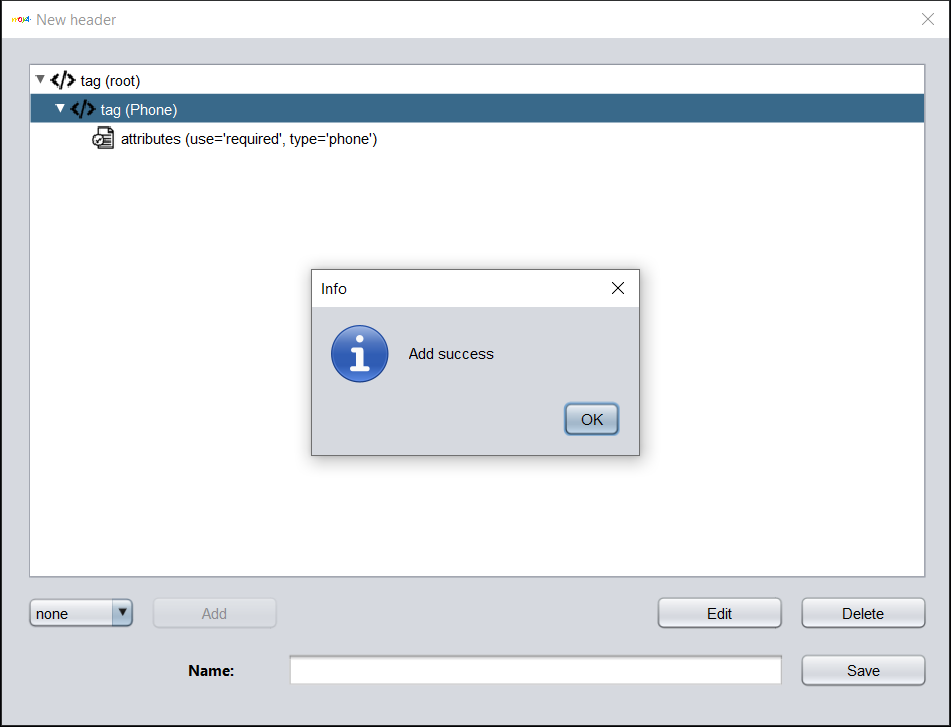 New header
</> tag (root)
</> tag (Phone)
attributes (use='required', type='phone')
Info
Add success
OK
none
Add
Edit
Delete
Name:
Save